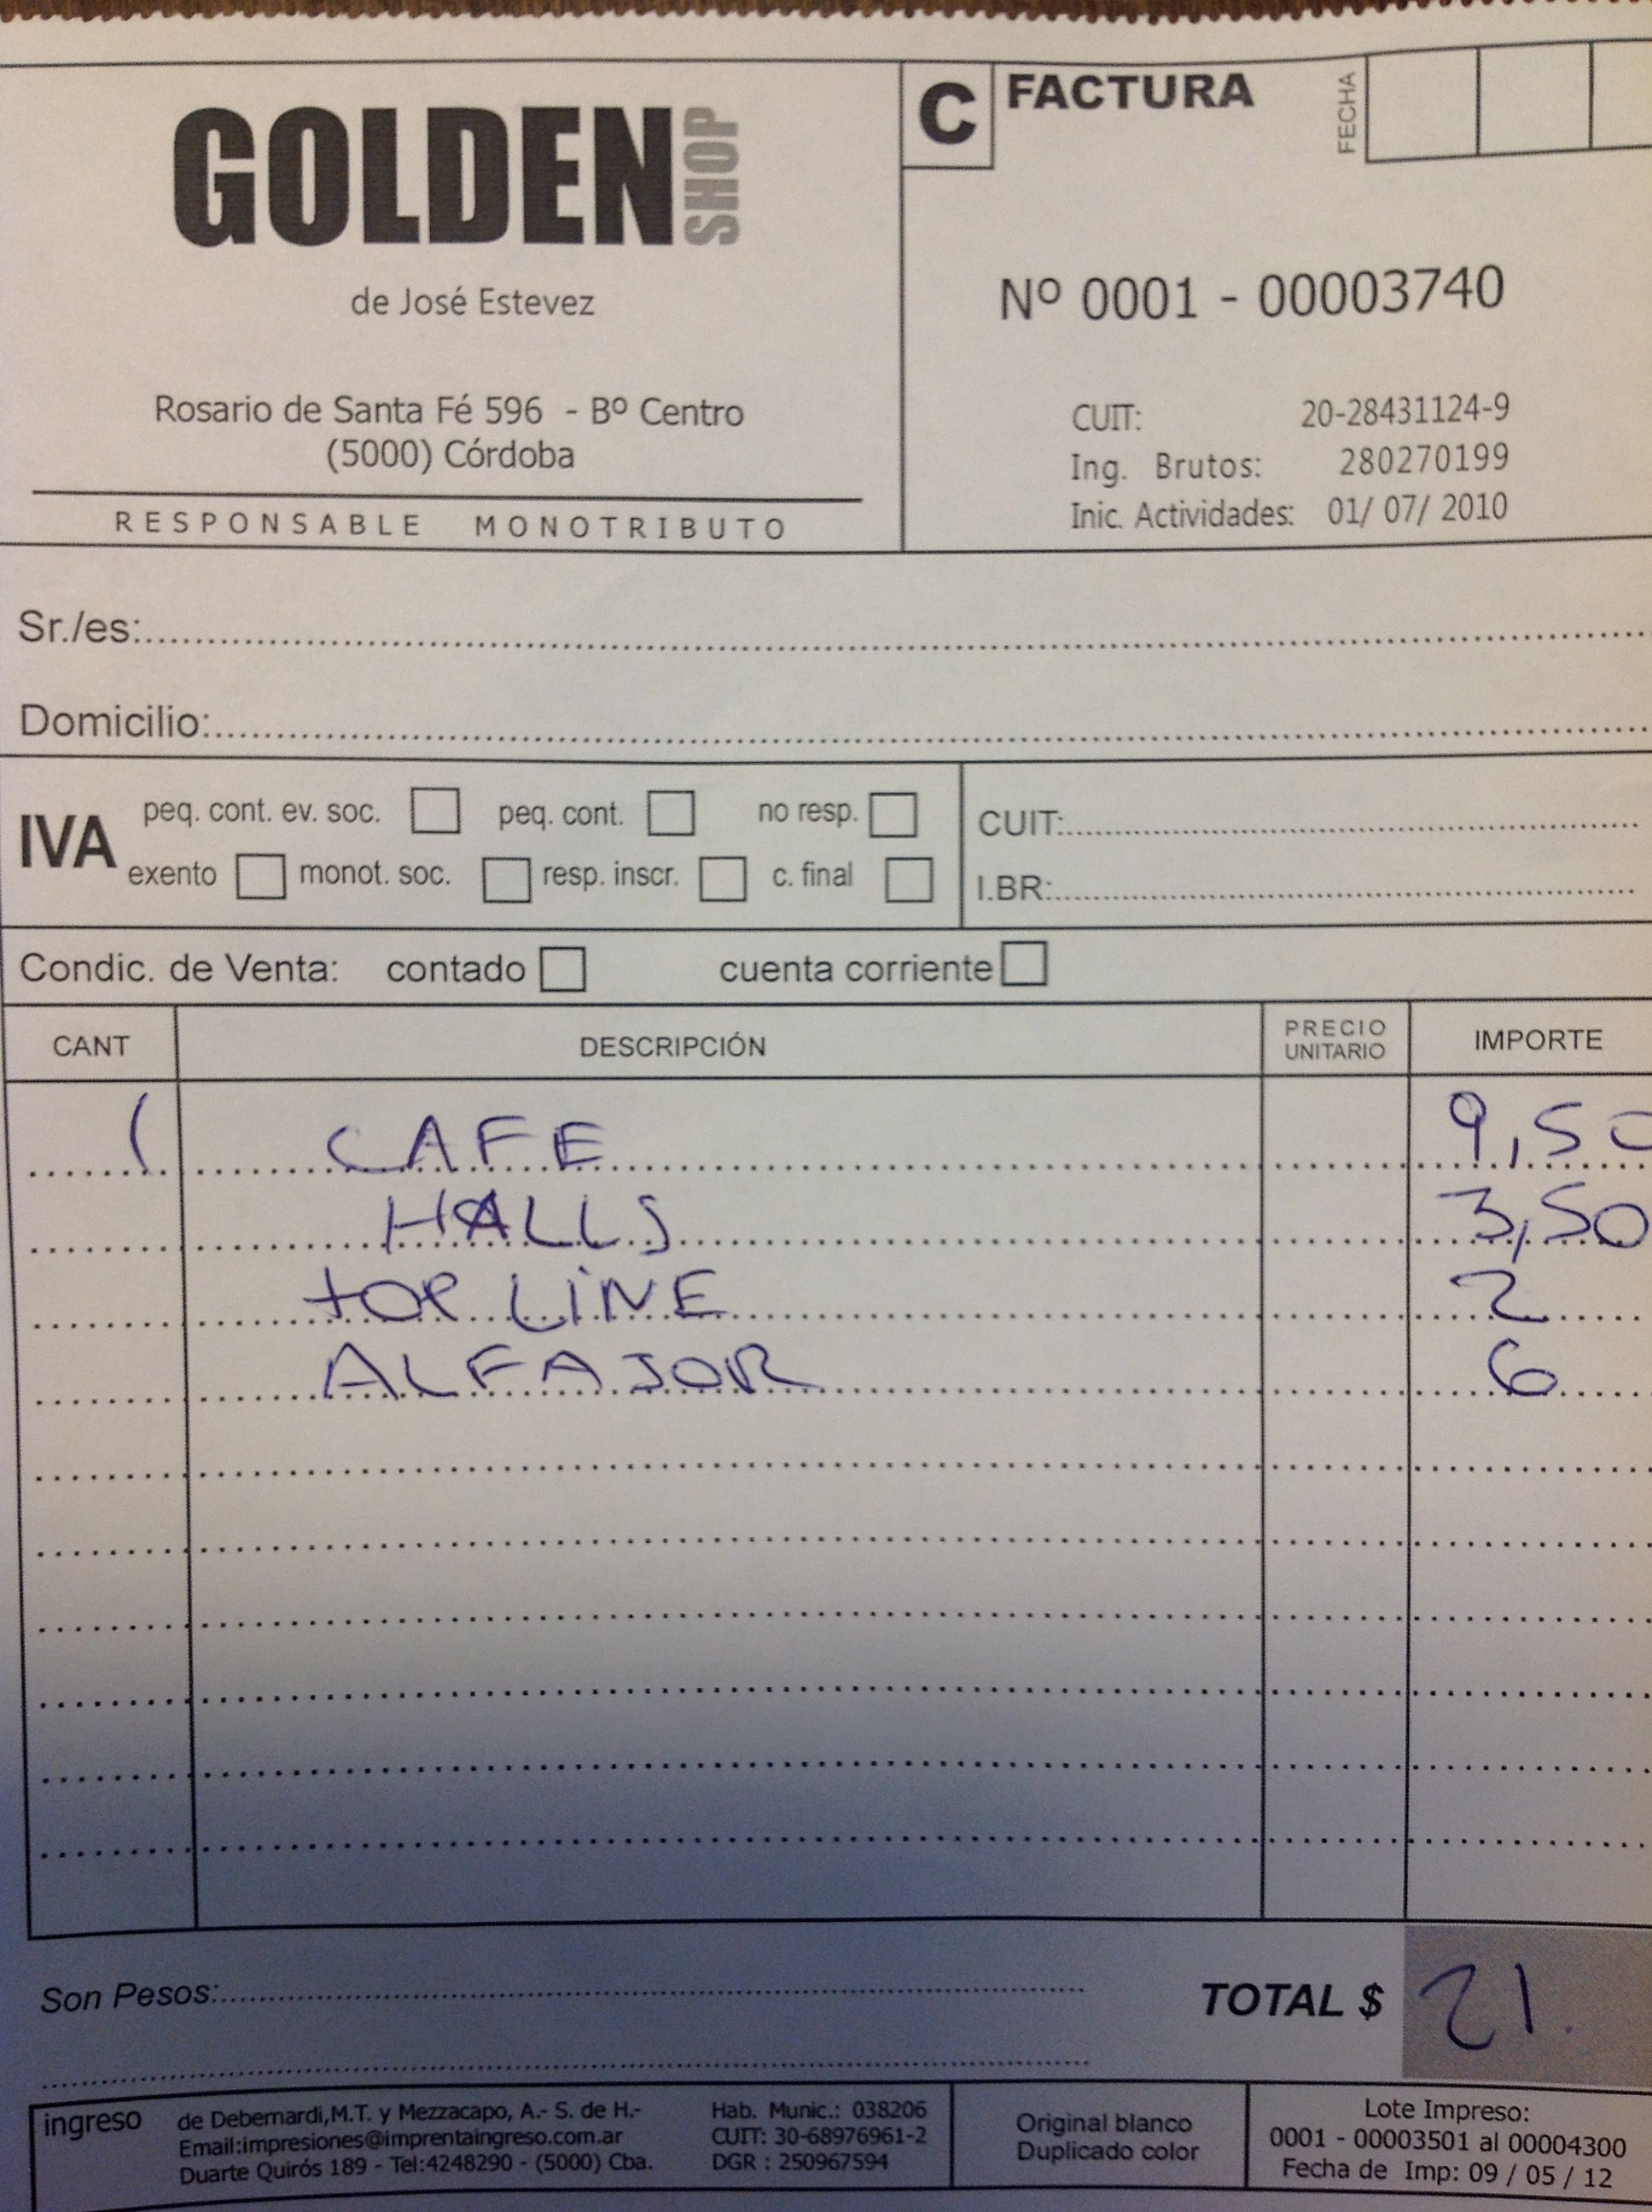 GOLDEN SHOP
C FACTURA FECHA
de José Estevez
Nº 0001 - 00003740
Rosario de Santa Fé 596 - Bº Centro
(5000) Córdoba
RESPONSABLE MONOTRIBUTO
CUIT: 20-28431124-9
Ing. Brutos: 280270199
Inic. Actividades: 01/ 07/ 2010
Sr./es:
Domicilio:
IVA peq. cont. ev. soc. peq. cont. no resp.
exento monot. soc. resp. inscr. c. final
CUIT:
I.BR:
Condic. de Venta: contado cuenta corriente
CANT DESCRIPCIÓN PRECIO UNITARIO IMPORTE
1 CAFE 9,50
HALLS 3,50
TOP LINE 2
ALFAJOR 6
Son Pesos: TOTAL $ 21.
ingreso
de Debernardi,M.T. y Mezzacapo, A.- S. de H.-
Email:impresiones@imprentaingreso.com.ar
Duarte Quirós 189 - Tel:4248290 - (5000) Cba.
Hab. Munic.: 038206
CUIT: 30-68976961-2
DGR : 250967594
Original blanco
Duplicado color
Lote Impreso:
0001 - 00003501 al 00004300
Fecha de Imp: 09 / 05 / 12